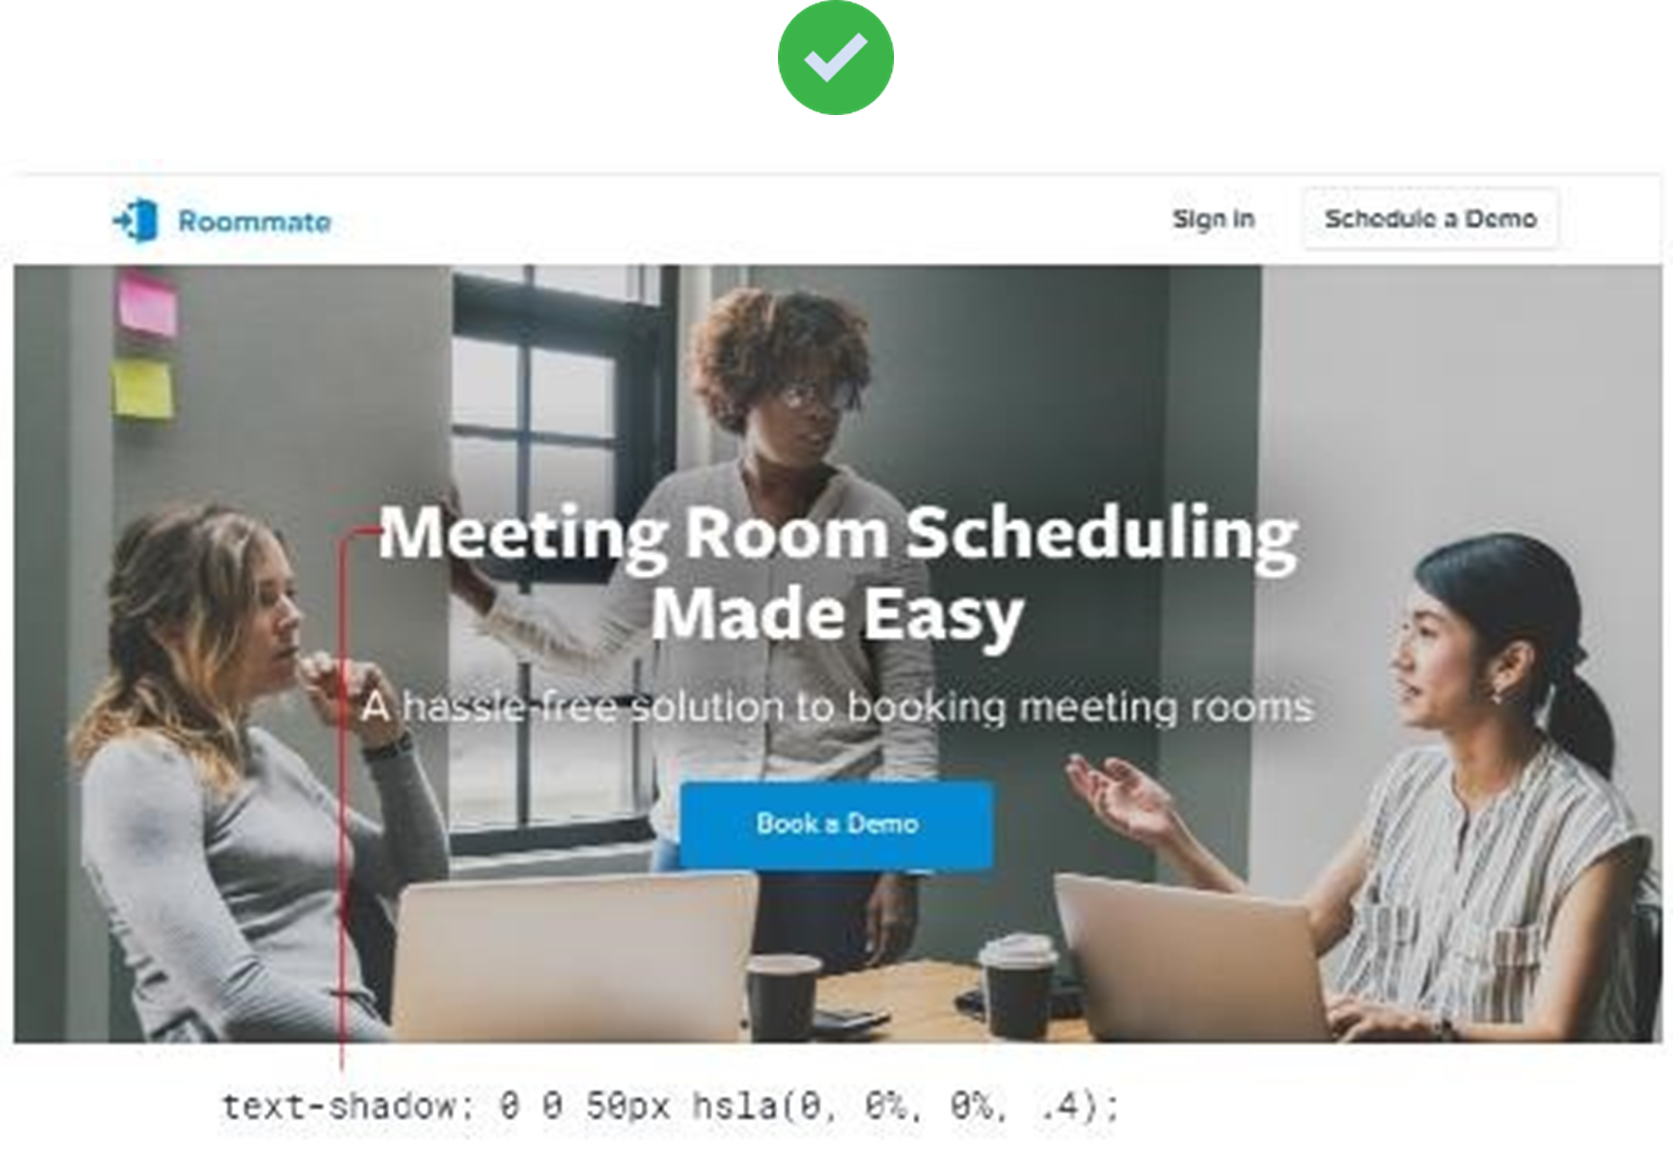 Roommate
Sign in
Schedule a Demo
Meeting Room Scheduling
Made Easy
A hassle-free solution to booking meeting rooms
Book a Demo
text-shadow: 0 0 50px hsla(0, 0%, 0%, .4);